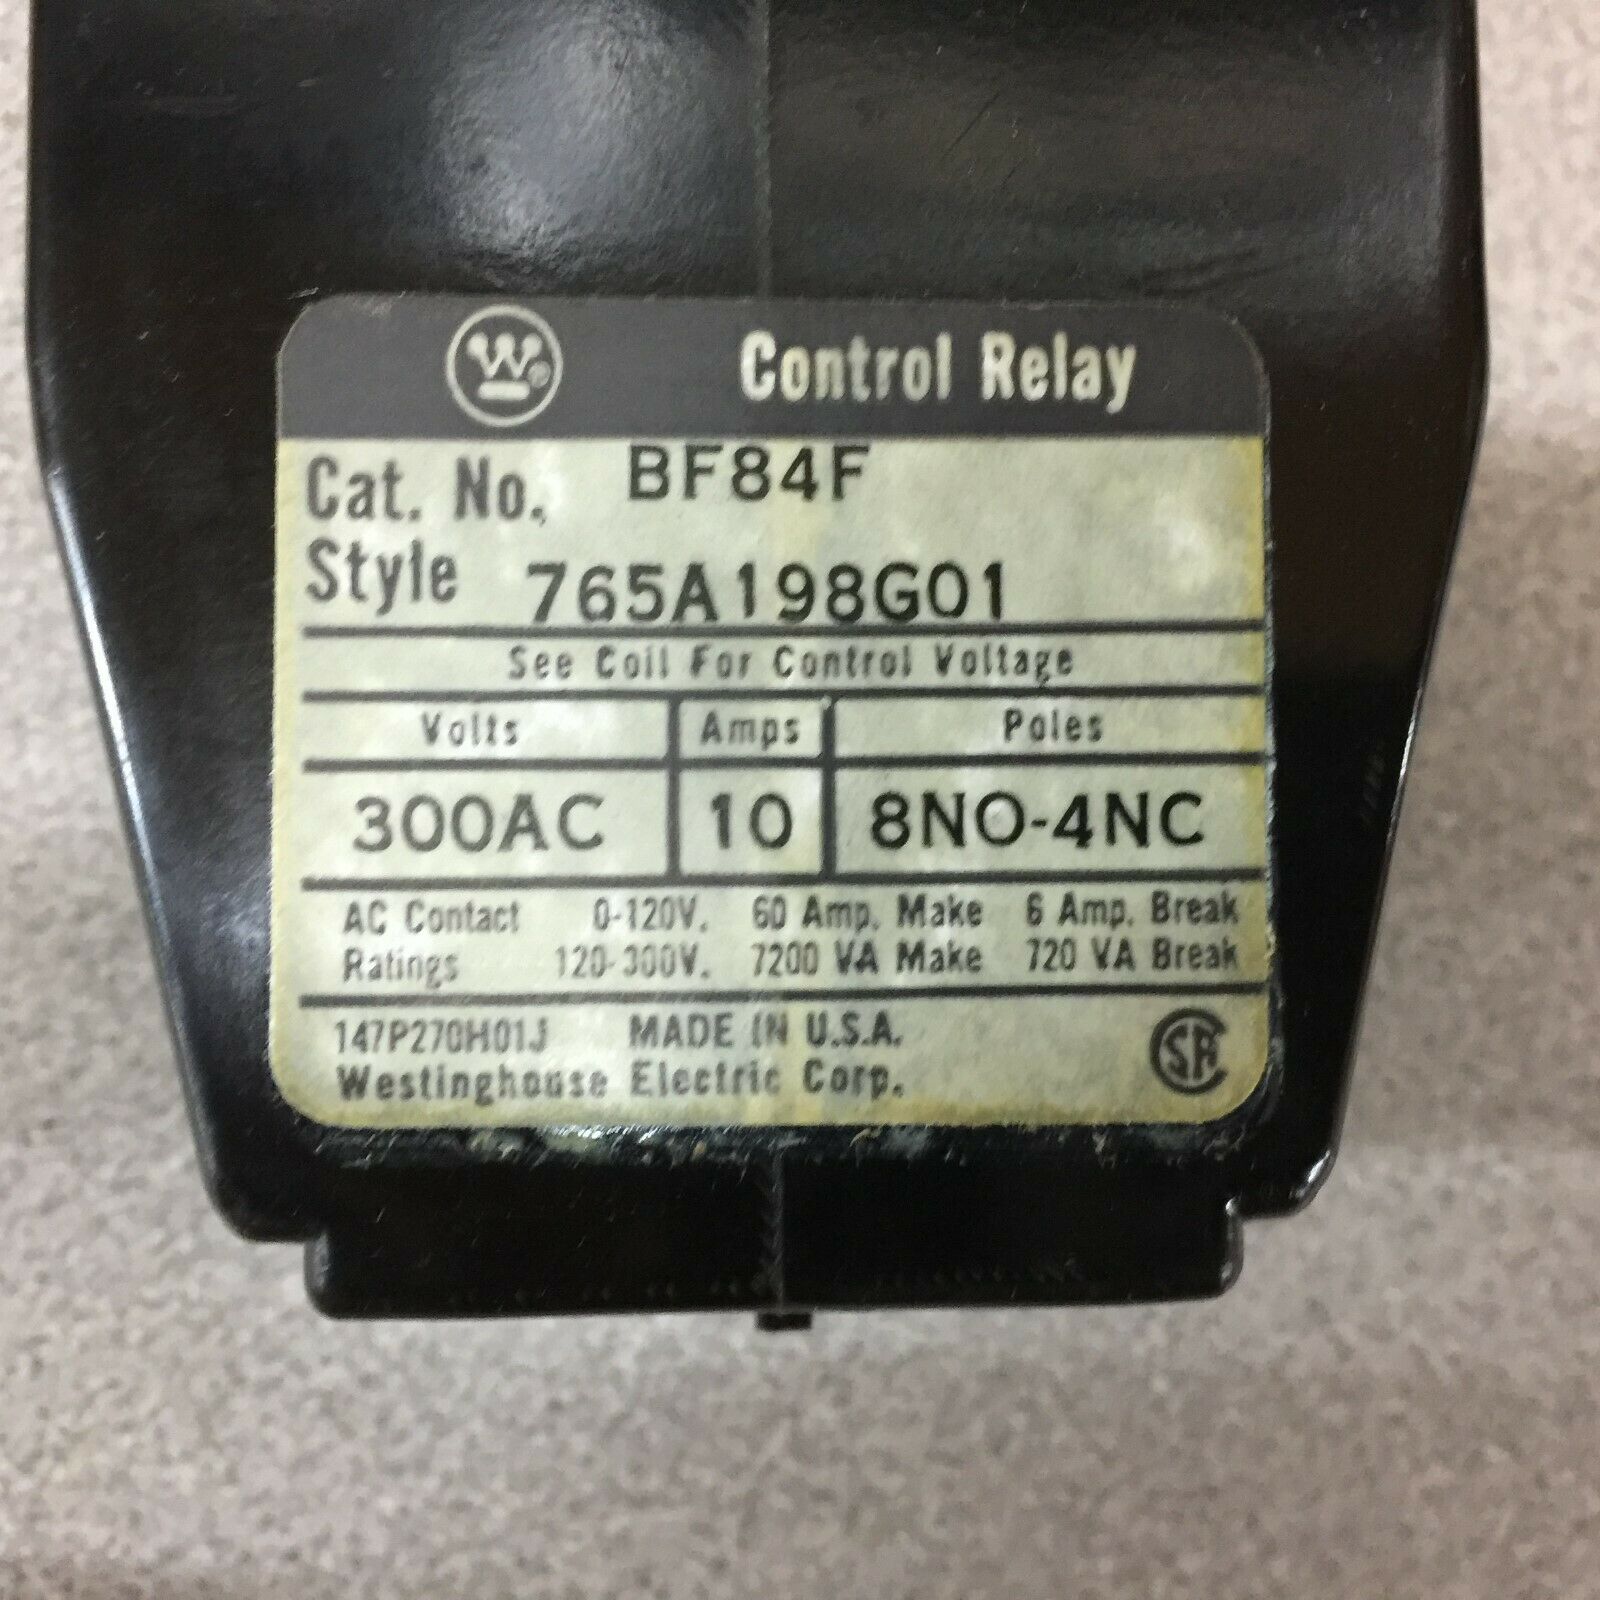 W®
Control Relay
Cat. No. BF84F
Style 765A198G01
See Coil For Control Voltage
Volts Amps Poles
300AC 10 8NO-4NC
AC Contact 0-120V. 60 Amp. Make 6 Amp. Break
Ratings 120-300V. 7200 VA Make 720 VA Break
147P270H01J MADE IN U.S.A.
Westinghouse Electric Corp.
SA